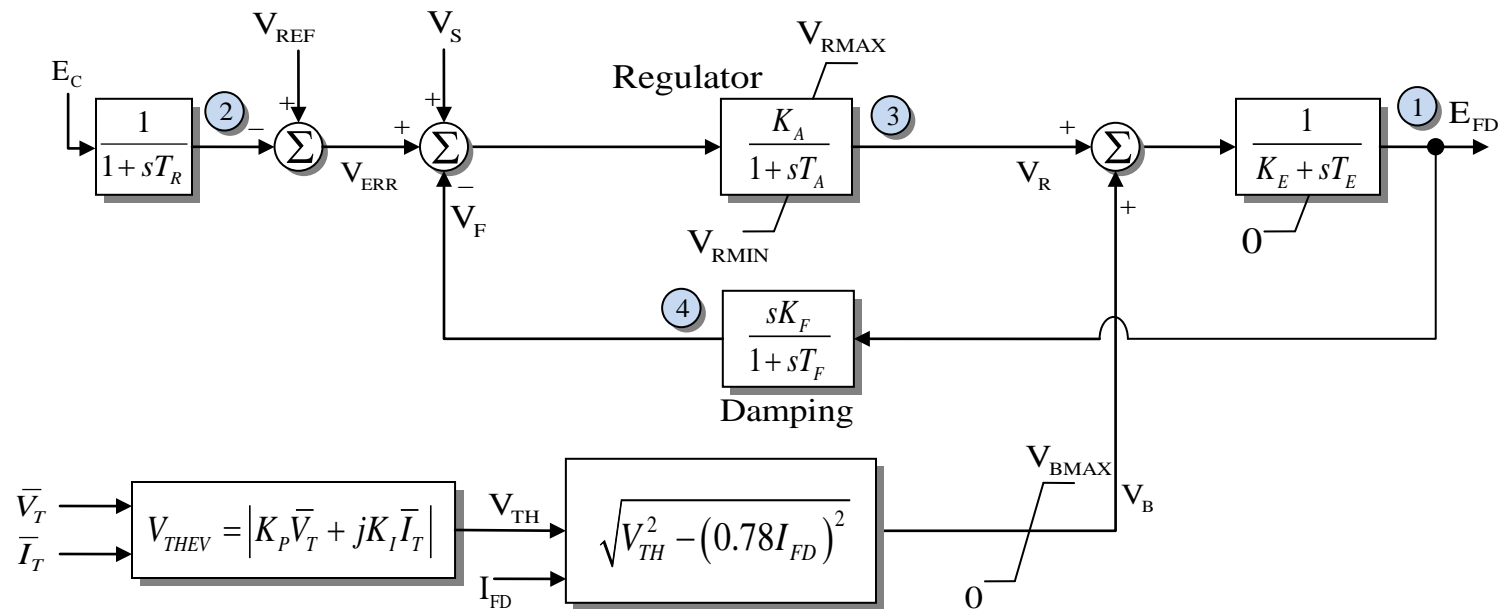 V_REF
V_S
V_RMAX
E_C
Regulator
1
E_FD
2
3
+
+
1 / (1 + sT_R)
−
Σ
+
Σ
K_A / (1 + sT_A)
+
Σ
1 / (K_E + sT_E)
V_ERR
−
V_R
+
V_F
V_RMIN
0
4
sK_F / (1 + sT_F)
Damping
V_BMAX
V̅_T
V_THEV = |K_P V̅_T + jK_I I̅_T|
V_TH
√(V_TH² − (0.78I_FD)²)
V_B
I̅_T
I_FD
0